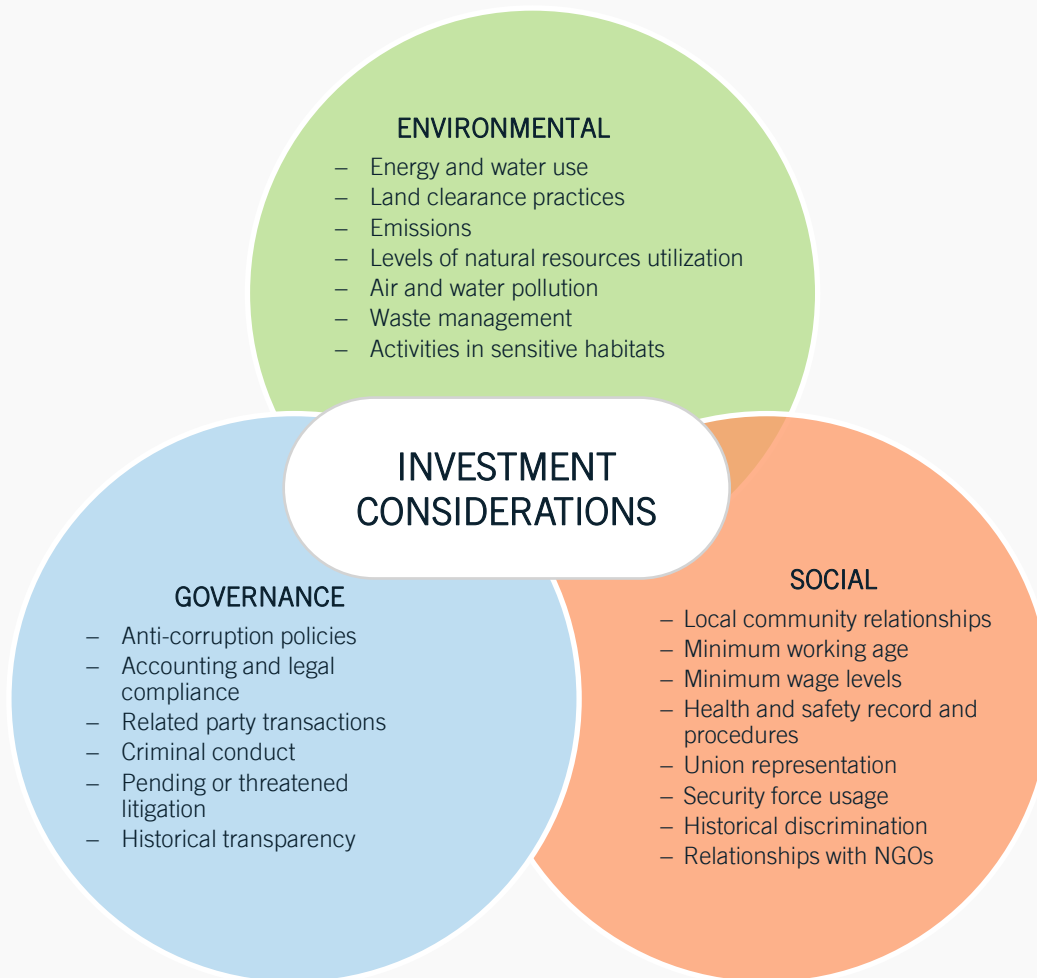 ENVIRONMENTAL
– Energy and water use
– Land clearance practices
– Emissions
– Levels of natural resources utilization
– Air and water pollution
– Waste management
– Activities in sensitive habitats
INVESTMENT
CONSIDERATIONS
GOVERNANCE
– Anti-corruption policies
– Accounting and legal
compliance
– Related party transactions
– Criminal conduct
– Pending or threatened
litigation
– Historical transparency
SOCIAL
– Local community relationships
– Minimum working age
– Minimum wage levels
– Health and safety record and
procedures
– Union representation
– Security force usage
– Historical discrimination
– Relationships with NGOs